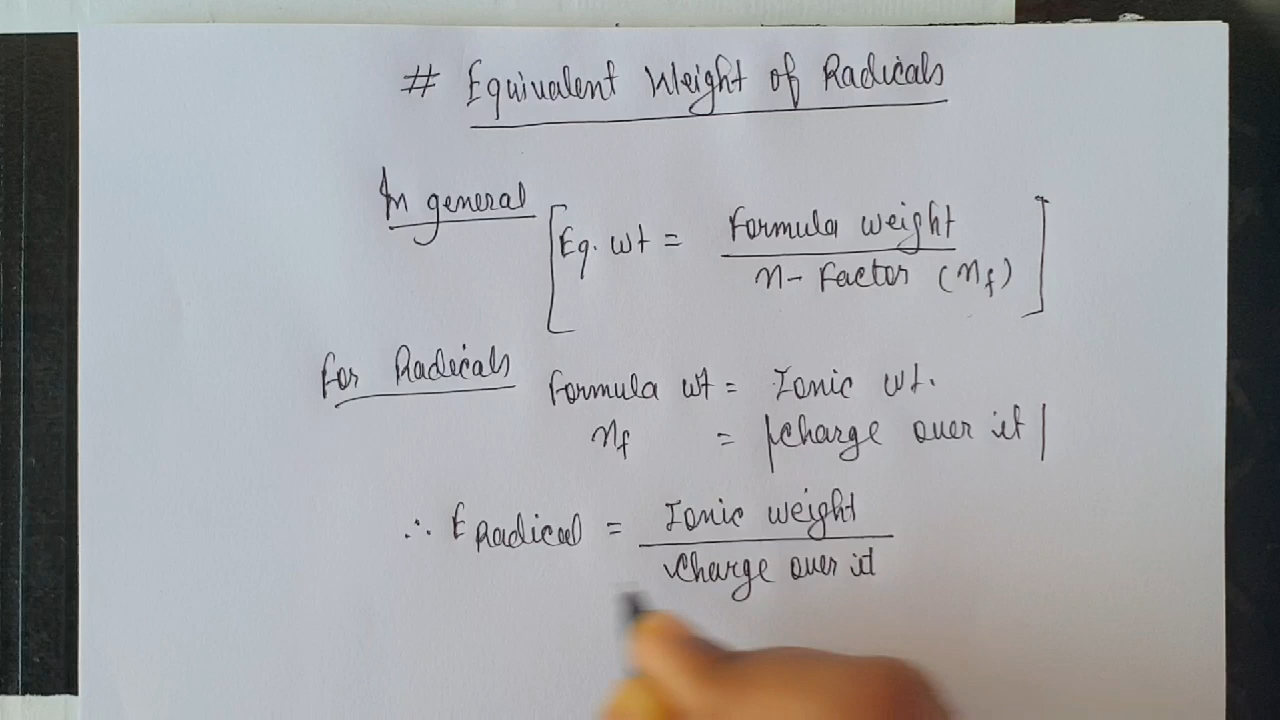 # Equivalent Weight of Radicals
In general [Eq. wt = Formula weight / n-Factor (nf)]
For Radicals Formula wt = Ionic wt.
nf = |charge over it|
∴ E Radical = Ionic weight / Charge over it